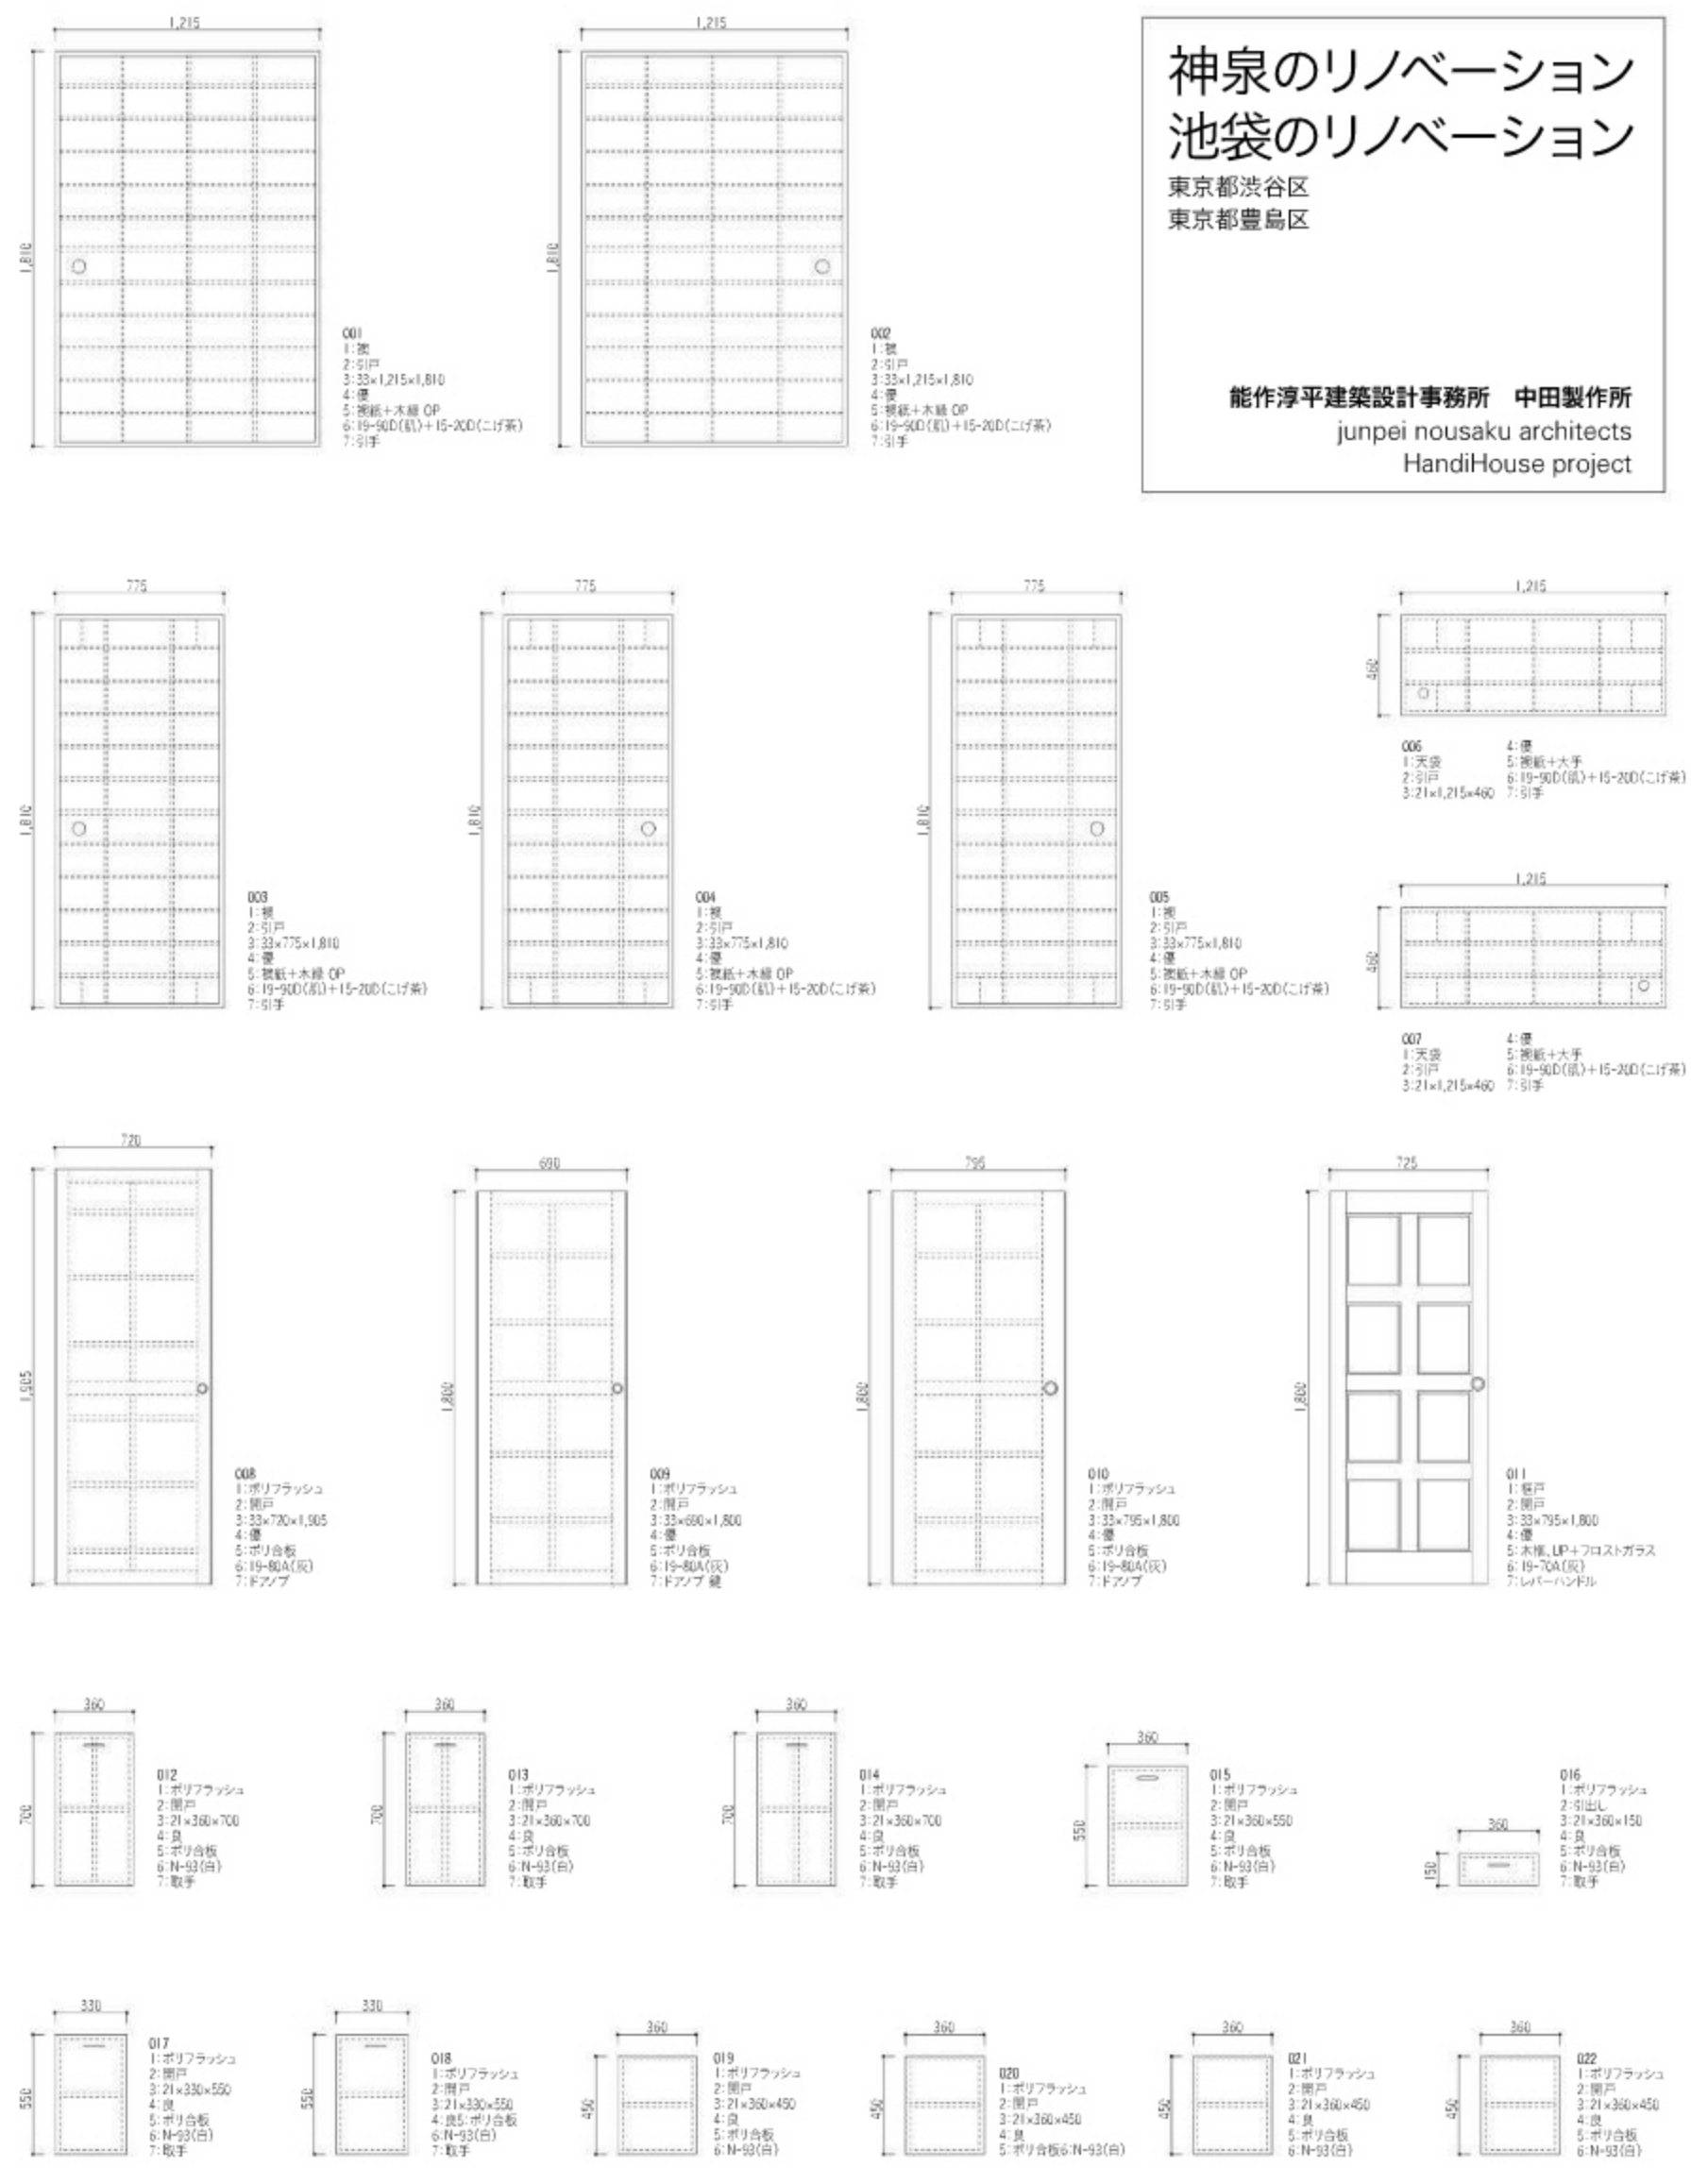 神泉のリノベーション
池袋のリノベーション
東京都渋谷区
東京都豊島区
能作淳平建築設計事務所　中田製作所
junpei nousaku architects
HandiHouse project
1,215
1,810
001
1:襖
2:引戸
3:33×1,215×1,810
4:優
5:襖紙+木縁 OP
6:19-90D(肌)+15-20D(こげ茶)
7:引手
1,215
1,810
002
1:襖
2:引戸
3:33×1,215×1,810
4:優
5:襖紙+木縁 OP
6:19-90D(肌)+15-20D(こげ茶)
7:引手
775
1,810
003
1:襖
2:引戸
3:33×775×1,810
4:優
5:襖紙+木縁 OP
6:19-90D(肌)+15-20D(こげ茶)
7:引手
775
1,810
004
1:襖
2:引戸
3:33×775×1,810
4:優
5:襖紙+木縁 OP
6:19-90D(肌)+15-20D(こげ茶)
7:引手
775
1,810
005
1:襖
2:引戸
3:33×775×1,810
4:優
5:襖紙+木縁 OP
6:19-90D(肌)+15-20D(こげ茶)
7:引手
1,215
460
006
1:天袋
2:引戸
3:21×1,215×460
4:優
5:襖紙+大手
6:19-90D(肌)+15-20D(こげ茶)
7:引手
1,215
460
007
1:天袋
2:引戸
3:21×1,215×460
4:優
5:襖紙+大手
6:19-90D(肌)+15-20D(こげ茶)
7:引手
720
1,905
008
1:ポリフラッシュ
2:開戸
3:33×720×1,905
4:優
5:ポリ合板
6:19-80A(灰)
7:ドアノブ
690
1,800
009
1:ポリフラッシュ
2:開戸
3:33×690×1,800
4:優
5:ポリ合板
6:19-80A(灰)
7:ドアノブ 鍵
795
1,800
010
1:ポリフラッシュ
2:開戸
3:33×795×1,800
4:優
5:ポリ合板
6:19-80A(灰)
7:ドアノブ
725
1,800
011
1:框戸
2:開戸
3:33×795×1,800
4:優
5:木框、UP+フロストガラス
6:19-70A(灰)
7:レバーハンドル
360
700
012
1:ポリフラッシュ
2:開戸
3:21×360×700
4:良
5:ポリ合板
6:N-93(白)
7:取手
360
700
013
1:ポリフラッシュ
2:開戸
3:21×360×700
4:良
5:ポリ合板
6:N-93(白)
7:取手
360
700
014
1:ポリフラッシュ
2:開戸
3:21×360×700
4:良
5:ポリ合板
6:N-93(白)
7:取手
360
550
015
1:ポリフラッシュ
2:開戸
3:21×360×550
4:良
5:ポリ合板
6:N-93(白)
7:取手
360
150
016
1:ポリフラッシュ
2:引出し
3:21×360×150
4:良
5:ポリ合板
6:N-93(白)
7:取手
330
550
017
1:ポリフラッシュ
2:開戸
3:21×330×550
4:良
5:ポリ合板
6:N-93(白)
7:取手
330
550
018
1:ポリフラッシュ
2:開戸
3:21×330×550
4:良5:ポリ合板
6:N-93(白)
7:取手
360
450
019
1:ポリフラッシュ
2:開戸
3:21×360×450
4:良
5:ポリ合板
6:N-93(白)
360
450
020
1:ポリフラッシュ
2:開戸
3:21×360×450
4:良
5:ポリ合板6:N-93(白)
360
450
021
1:ポリフラッシュ
2:開戸
3:21×360×450
4:良
5:ポリ合板
6:N-93(白)
360
450
022
1:ポリフラッシュ
2:開戸
3:21×360×450
4:良
5:ポリ合板
6:N-93(白)